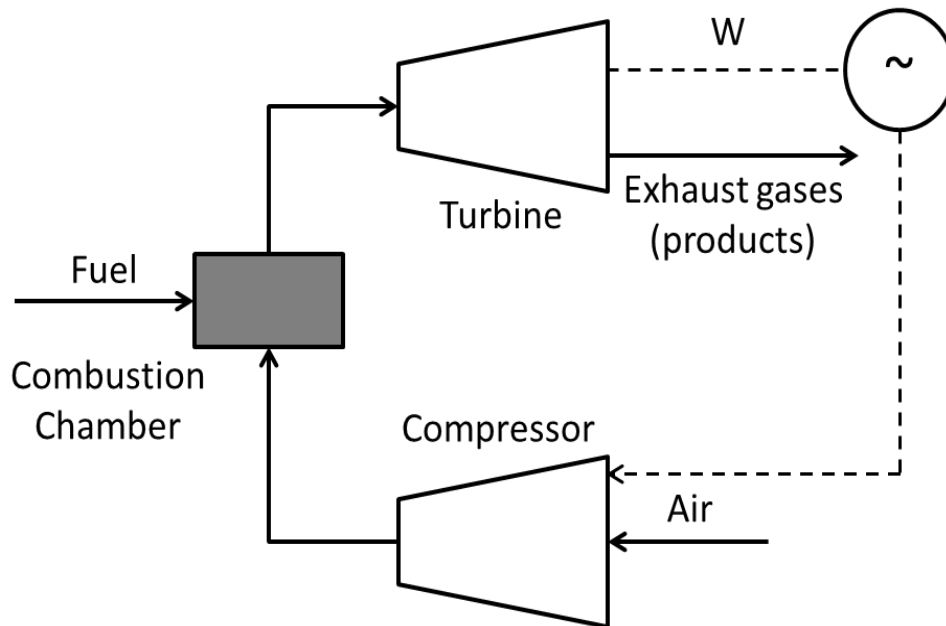 W
~
Turbine
Exhaust gases
(products)
Fuel
Combustion
Chamber
Compressor
Air